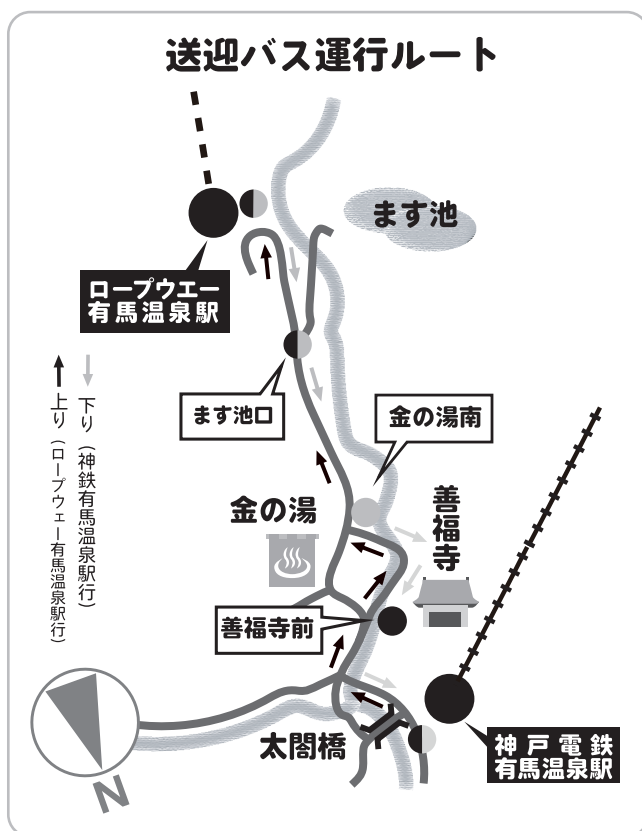 送迎バス運行ルート
ます池
ロープウエー
有馬温泉駅
ます池口
金の湯南
上り（ロープウェー有馬温泉駅行）
下り（神鉄有馬温泉駅行）
金の湯
善福寺
善福寺前
太閤橋
神戸電鉄
有馬温泉駅
N